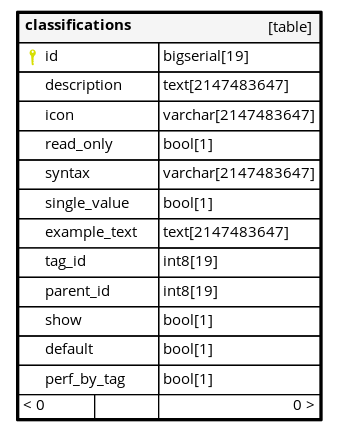 classifications [table]
id bigserial[19]
description text[2147483647]
icon varchar[2147483647]
read_only bool[1]
syntax varchar[2147483647]
single_value bool[1]
example_text text[2147483647]
tag_id int8[19]
parent_id int8[19]
show bool[1]
default bool[1]
perf_by_tag bool[1]
< 0 0 >